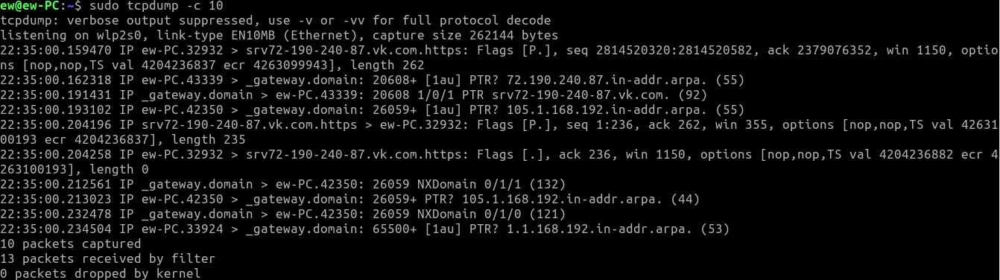 ew@ew-PC:~$ sudo tcpdump -c 10
tcpdump: verbose output suppressed, use -v or -vv for full protocol decode
listening on wlp2s0, link-type EN10MB (Ethernet), capture size 262144 bytes
22:35:00.159470 IP ew-PC.32932 > srv72-190-240-87.vk.com.https: Flags [P.], seq 2814520320:2814520582, ack 2379076352, win 1150, optio
ns [nop,nop,TS val 4204236837 ecr 4263099943], length 262
22:35:00.162318 IP ew-PC.43339 > _gateway.domain: 20608+ [1au] PTR? 72.190.240.87.in-addr.arpa. (55)
22:35:00.191431 IP _gateway.domain > ew-PC.43339: 20608 1/0/1 PTR srv72-190-240-87.vk.com. (92)
22:35:00.193102 IP ew-PC.42350 > _gateway.domain: 26059+ [1au] PTR? 105.1.168.192.in-addr.arpa. (55)
22:35:00.204196 IP srv72-190-240-87.vk.com.https > ew-PC.32932: Flags [P.], seq 1:236, ack 262, win 355, options [nop,nop,TS val 42631
00193 ecr 4204236837], length 235
22:35:00.204258 IP ew-PC.32932 > srv72-190-240-87.vk.com.https: Flags [.], ack 236, win 1150, options [nop,nop,TS val 4204236882 ecr 4
263100193], length 0
22:35:00.212561 IP _gateway.domain > ew-PC.42350: 26059 NXDomain 0/1/1 (132)
22:35:00.213023 IP ew-PC.42350 > _gateway.domain: 26059+ PTR? 105.1.168.192.in-addr.arpa. (44)
22:35:00.232478 IP _gateway.domain > ew-PC.42350: 26059 NXDomain 0/1/0 (121)
22:35:00.234504 IP ew-PC.33924 > _gateway.domain: 65500+ [1au] PTR? 1.1.168.192.in-addr.arpa. (53)
10 packets captured
13 packets received by filter
0 packets dropped by kernel